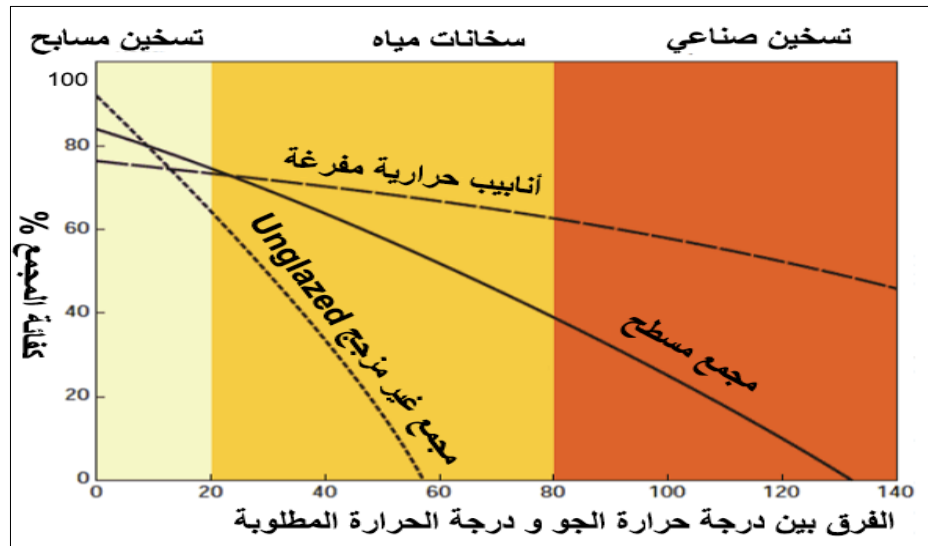 تسخين مسابح
سخانات مياه
تسخين صناعي
100
80
60
40
20
0
كفائة المجمع %
أنابيب حرارية مفرغة
مجمع غير مزجج Unglazed
مجمع مسطح
0 20 40 60 80 100 120 140
الفرق بين درجة حرارة الجو و درجة الحرارة المطلوبة